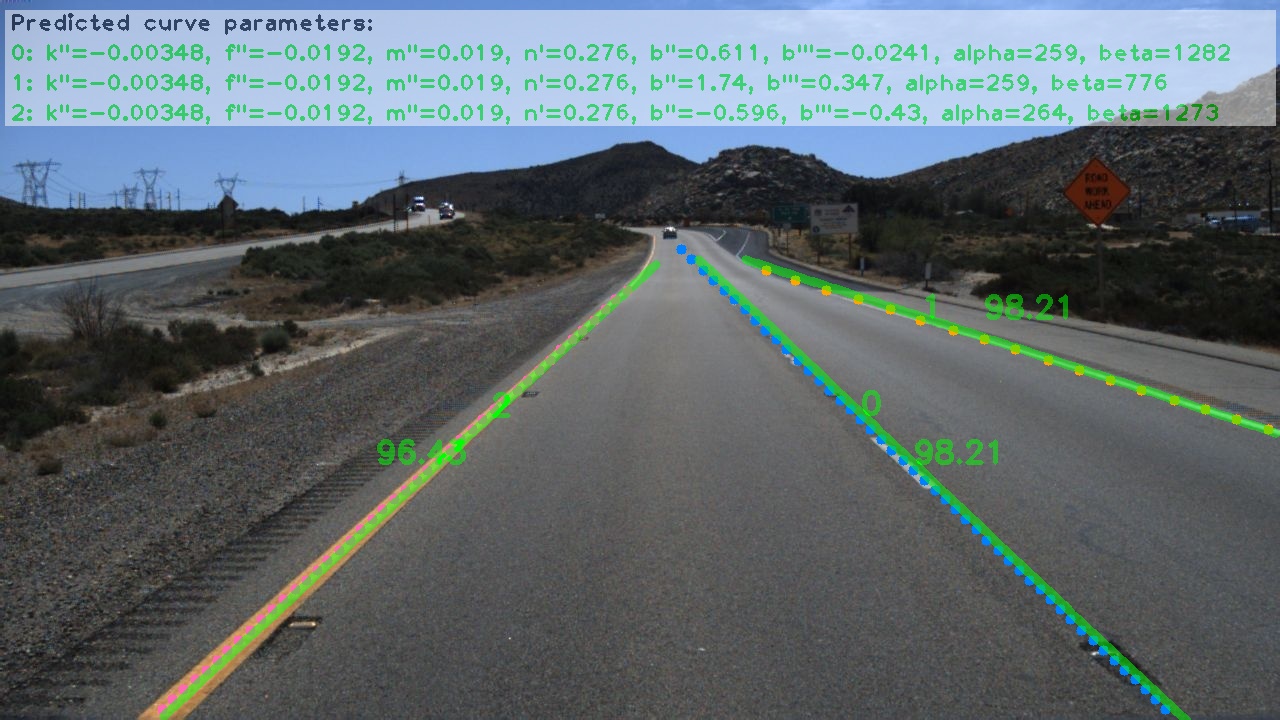 Predicted curve parameters:
0: k''=-0.00348, f''=-0.0192, m''=0.019, n'=0.276, b''=0.611, b'''=-0.0241, alpha=259, beta=1282
1: k''=-0.00348, f''=-0.0192, m''=0.019, n'=0.276, b''=1.74, b'''=0.347, alpha=259, beta=776
2: k''=-0.00348, f''=-0.0192, m''=0.019, n'=0.276, b''=-0.596, b'''=-0.43, alpha=264, beta=1273
ROAD
WORK
AHEAD
1 98.21
2
0
98.21